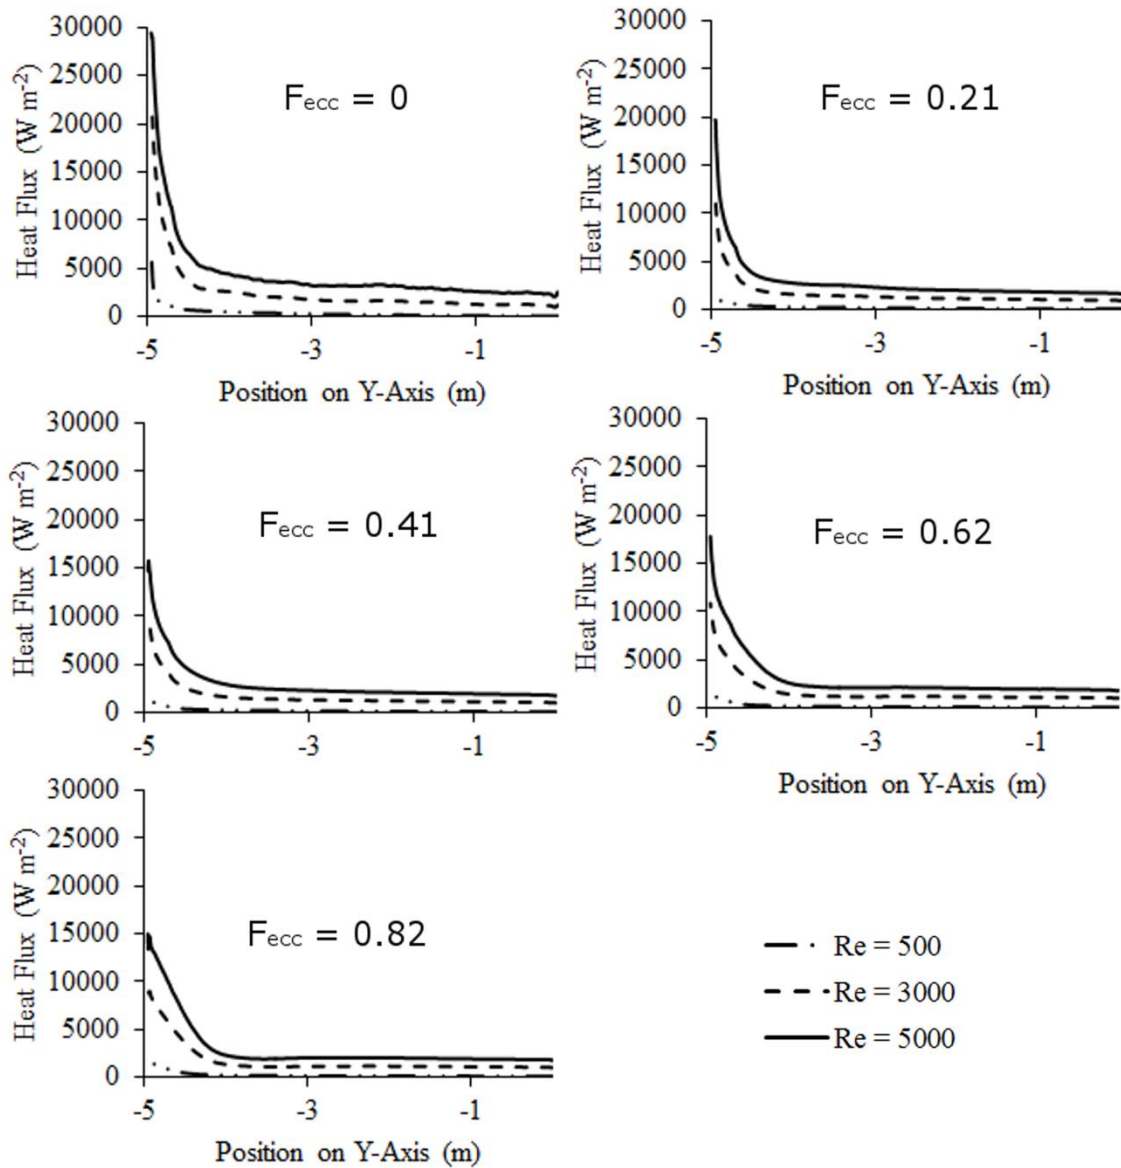 30000
25000
20000
15000
10000
5000
0
Heat Flux (W m-2)
Fecc = 0
-5 -3 -1
Position on Y-Axis (m)
30000
25000
20000
15000
10000
5000
0
Heat Flux (W m-2)
Fecc = 0.21
-5 -3 -1
Position on Y-Axis (m)
30000
25000
20000
15000
10000
5000
0
Heat Flux (W m-2)
Fecc = 0.41
-5 -3 -1
30000
25000
20000
15000
10000
5000
0
Heat Flux (W m-2)
Fecc = 0.62
-5 -3 -1
Position on Y-Axis (m)
30000
25000
20000
15000
10000
5000
0
Heat Flux (W m-2)
Fecc = 0.82
-5 -3 -1
Position on Y-Axis (m)
Re = 500
Re = 3000
Re = 5000